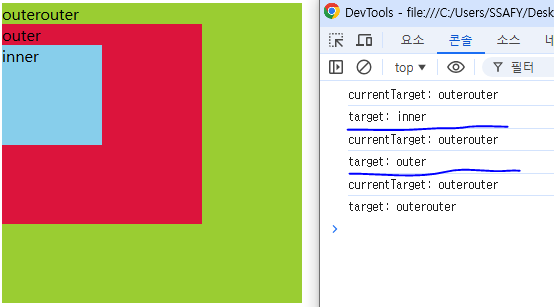 outerouter
outer
inner
DevTools - file:///C:/Users/SSAFY/Desk
요소
콘솔
소스
top
필터
currentTarget: outerouter
target: inner
currentTarget: outerouter
target: outer
currentTarget: outerouter
target: outerouter